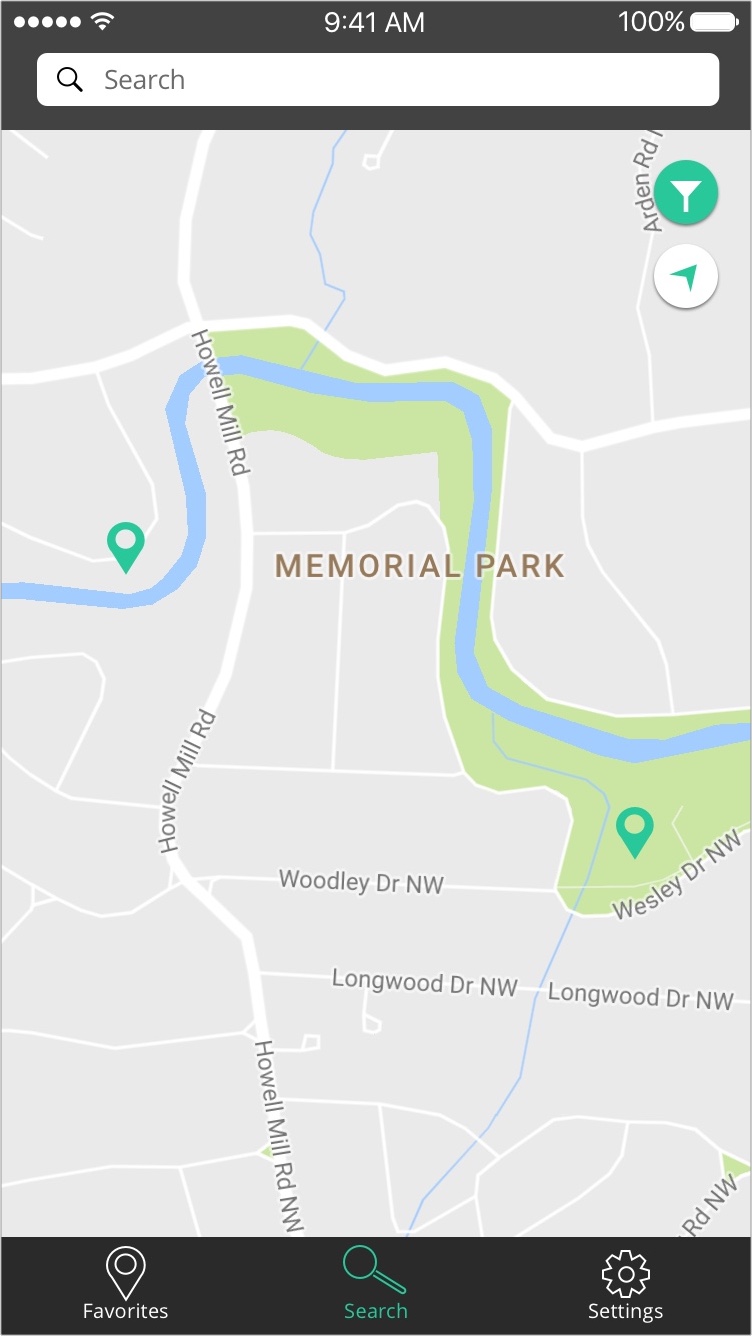 9:41 AM
100%
Search
Arden Rd
Howell Mill Rd
MEMORIAL PARK
Howell Mill Rd
Woodley Dr NW
Wesley Dr NW
Longwood Dr NW
Longwood Dr NW
Howell Mill Rd NW
Rd NW
Favorites
Search
Settings